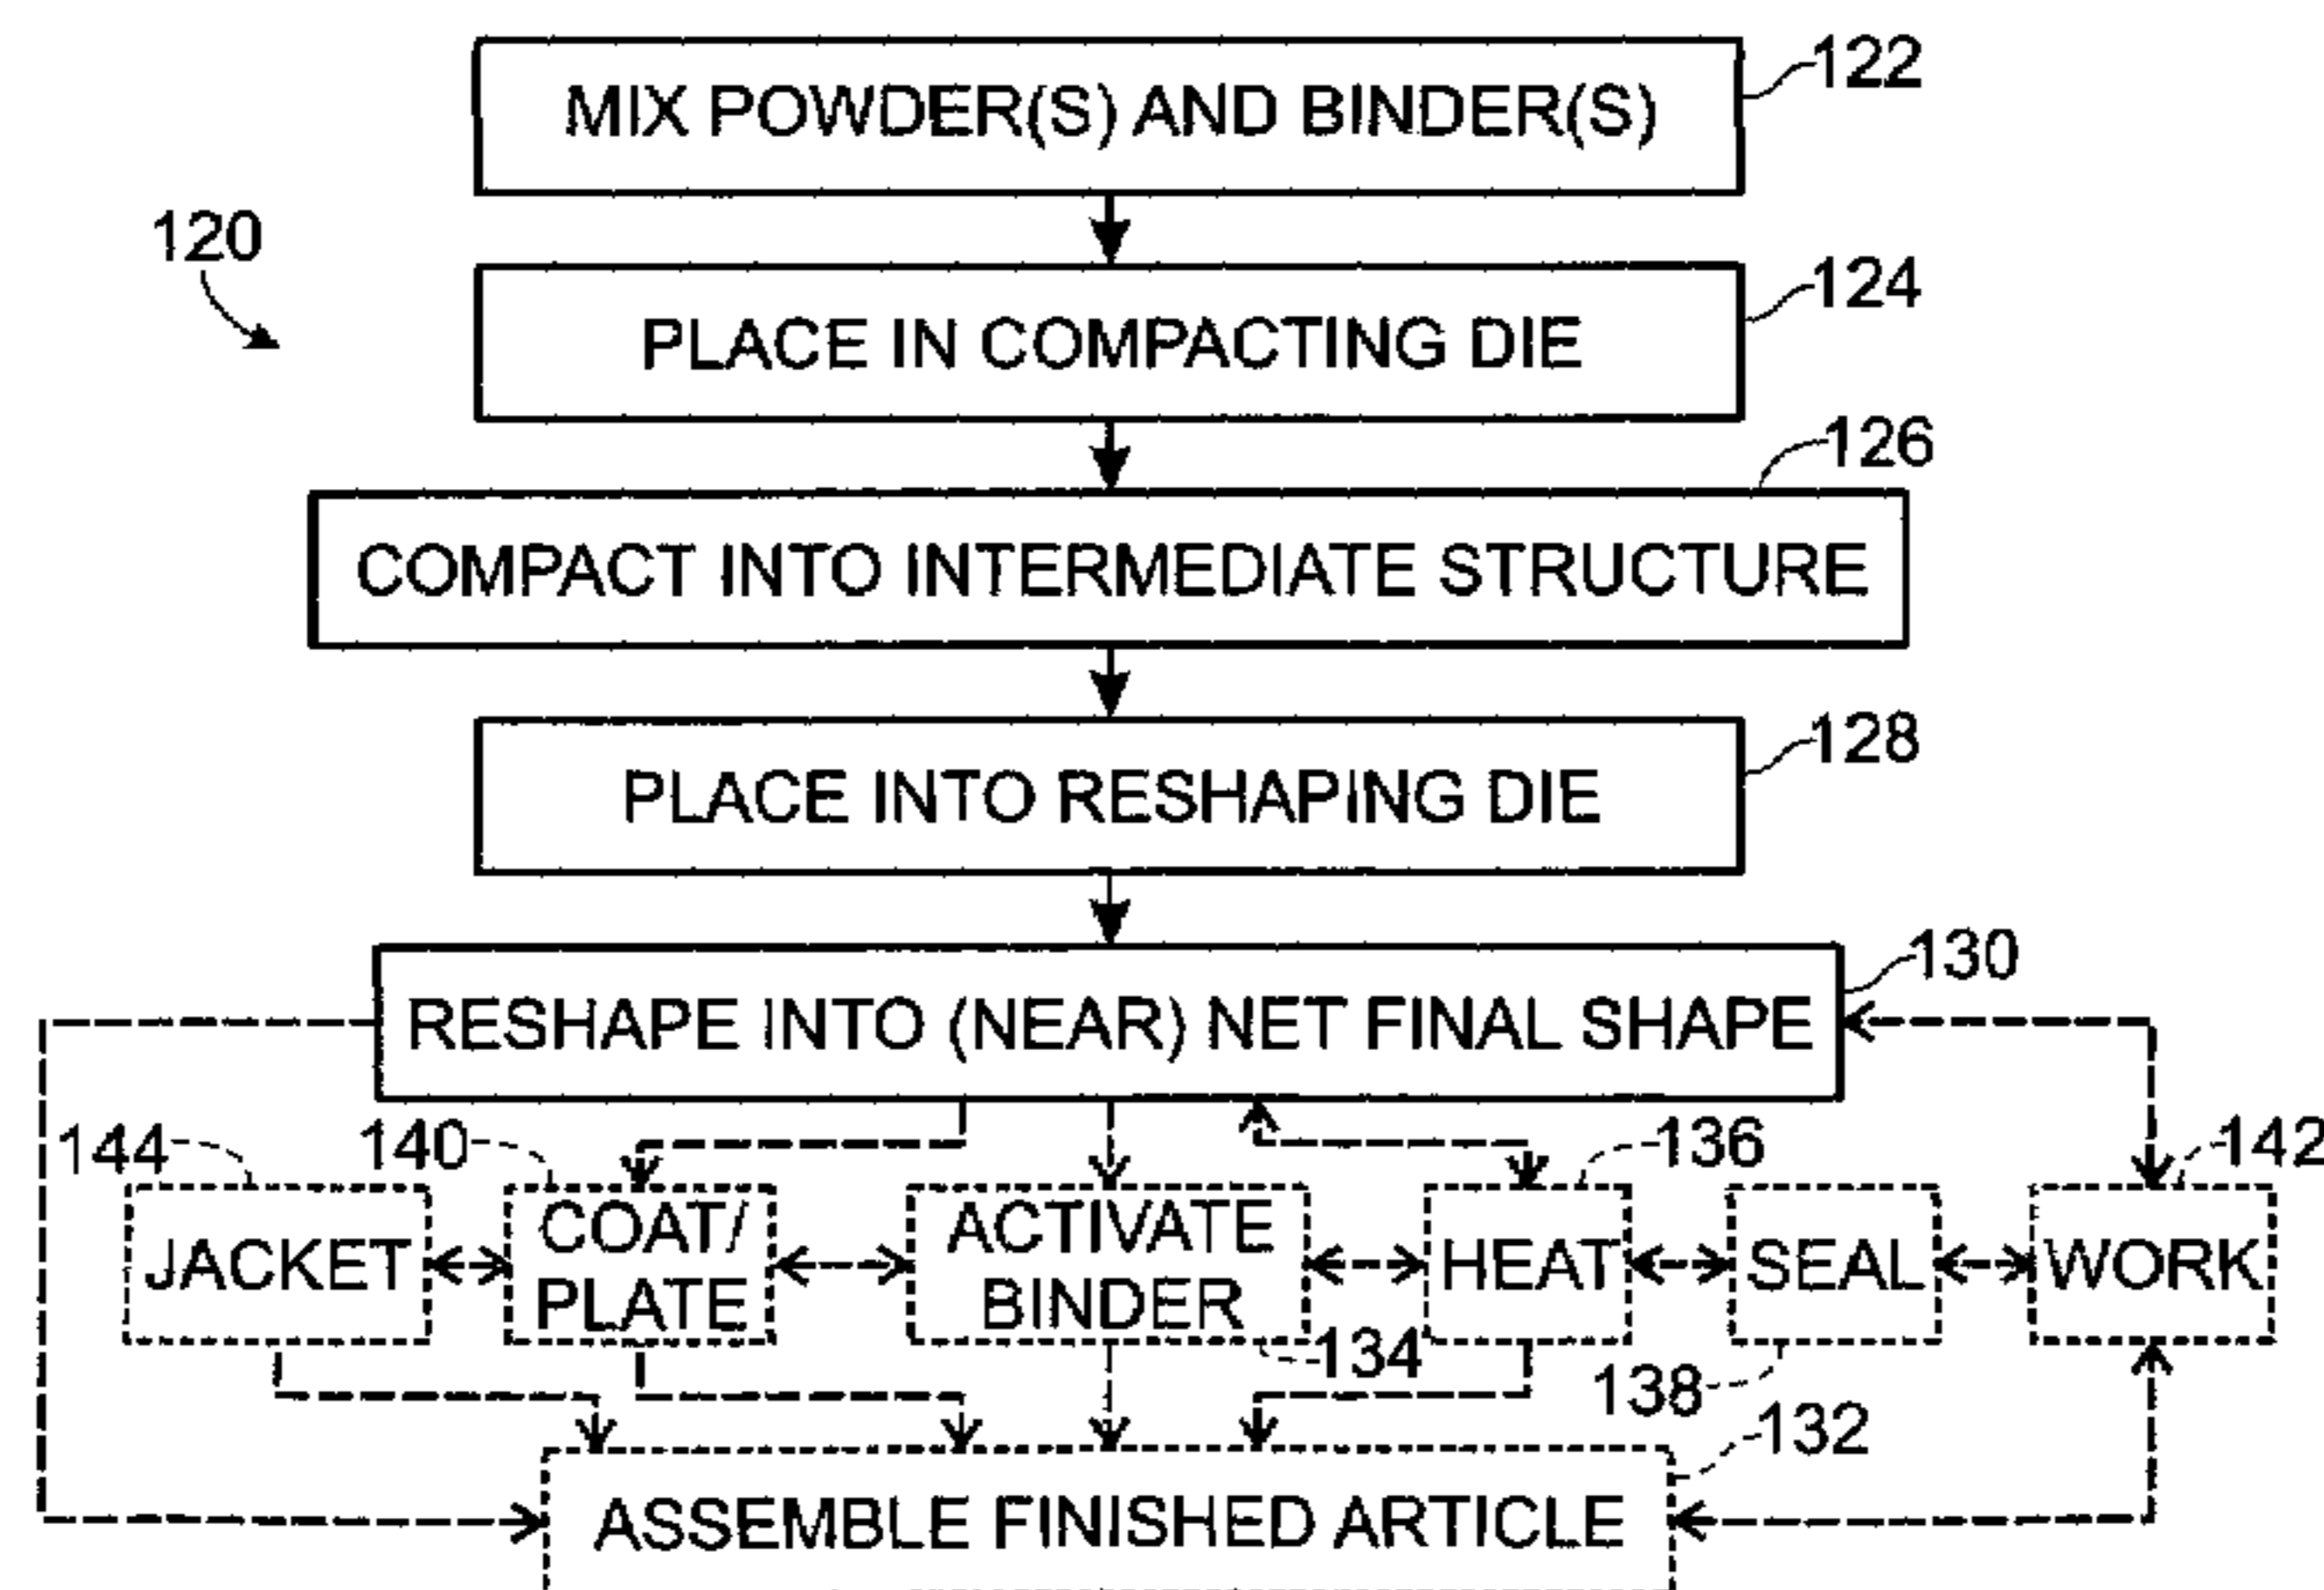 MIX POWDER(S) AND BINDER(S)
122
120
PLACE IN COMPACTING DIE
124
126
COMPACT INTO INTERMEDIATE STRUCTURE
PLACE INTO RESHAPING DIE
128
RESHAPE INTO (NEAR) NET FINAL SHAPE
130
144
140
136
142
JACKET
COAT/
PLATE
ACTIVATE
BINDER
HEAT
SEAL
WORK
134
138
132
ASSEMBLE FINISHED ARTICLE